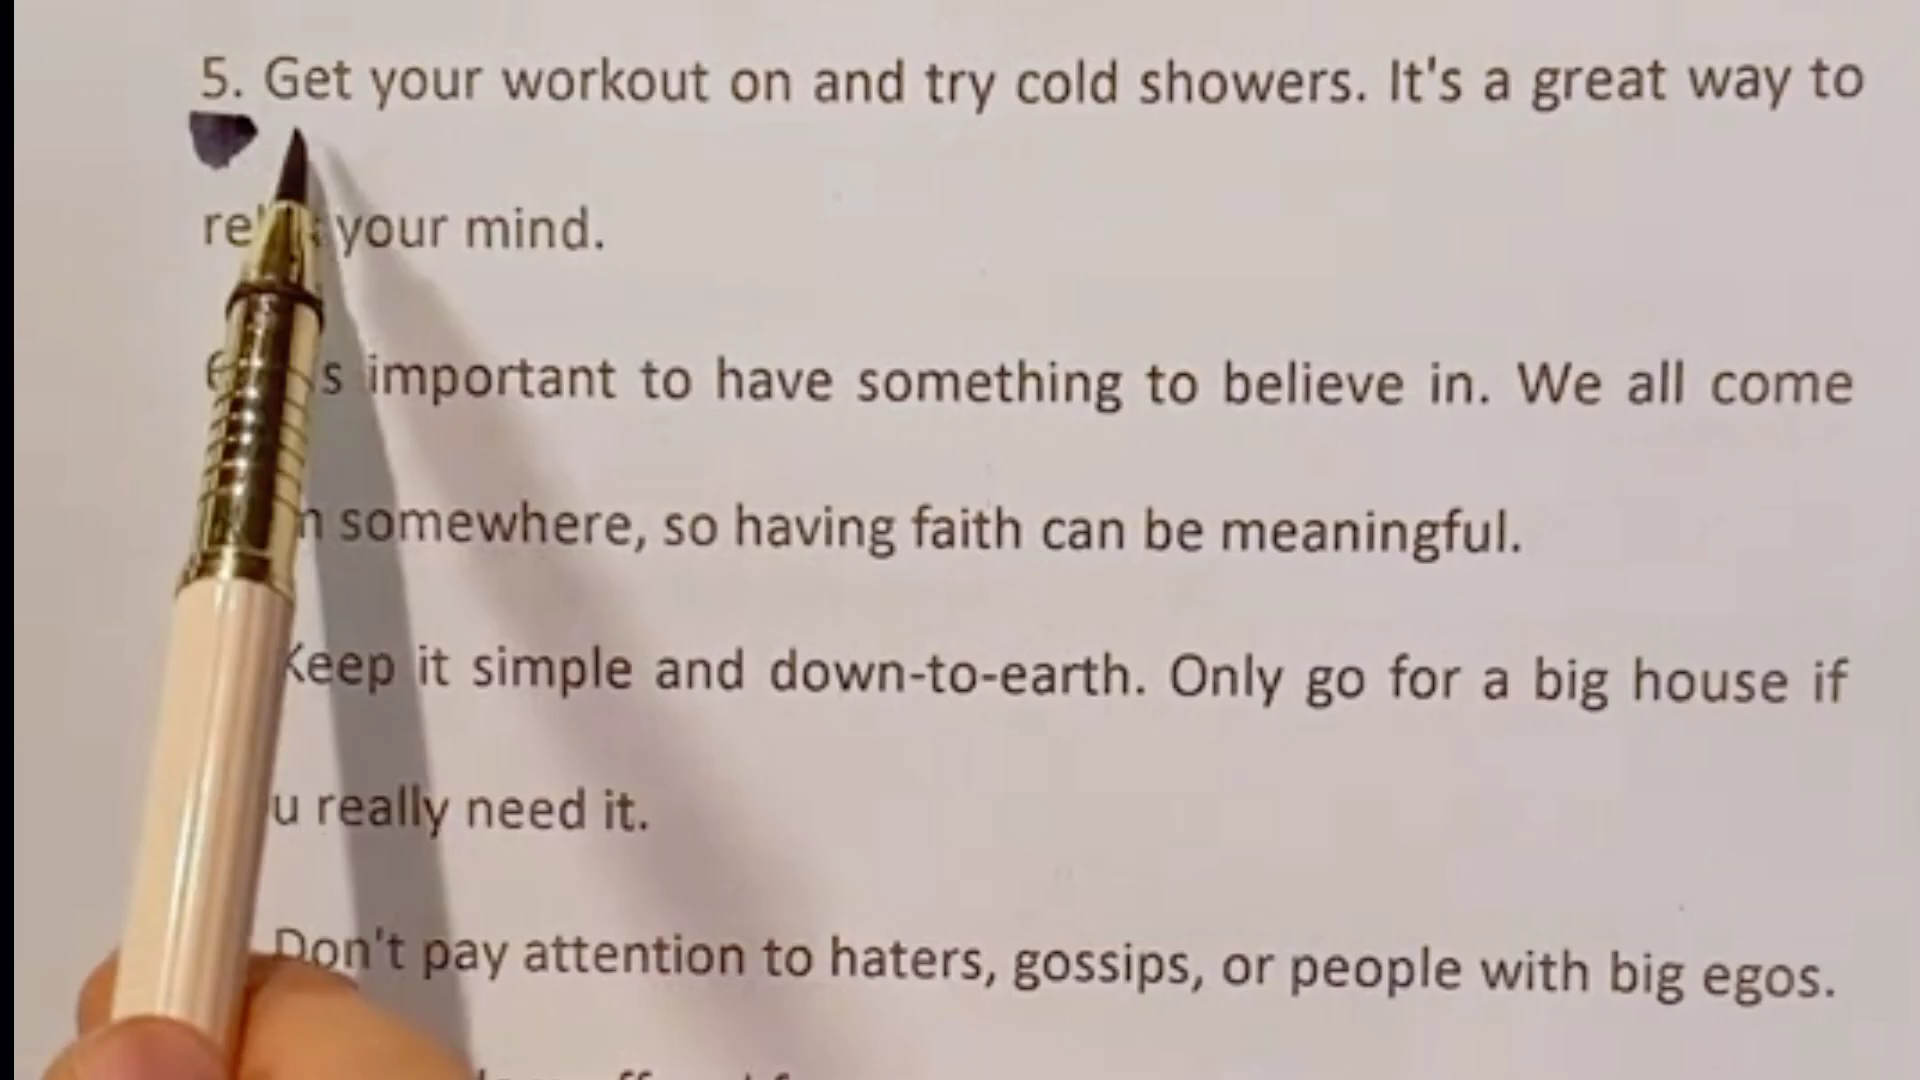 5. Get your workout on and try cold showers. It's a great way to
your mind.
important to have something to believe in. We all come
somewhere, so having faith can be meaningful.
Keep it simple and down-to-earth. Only go for a big house if
really need it.
Don't pay attention to haters, gossips, or people with big egos.